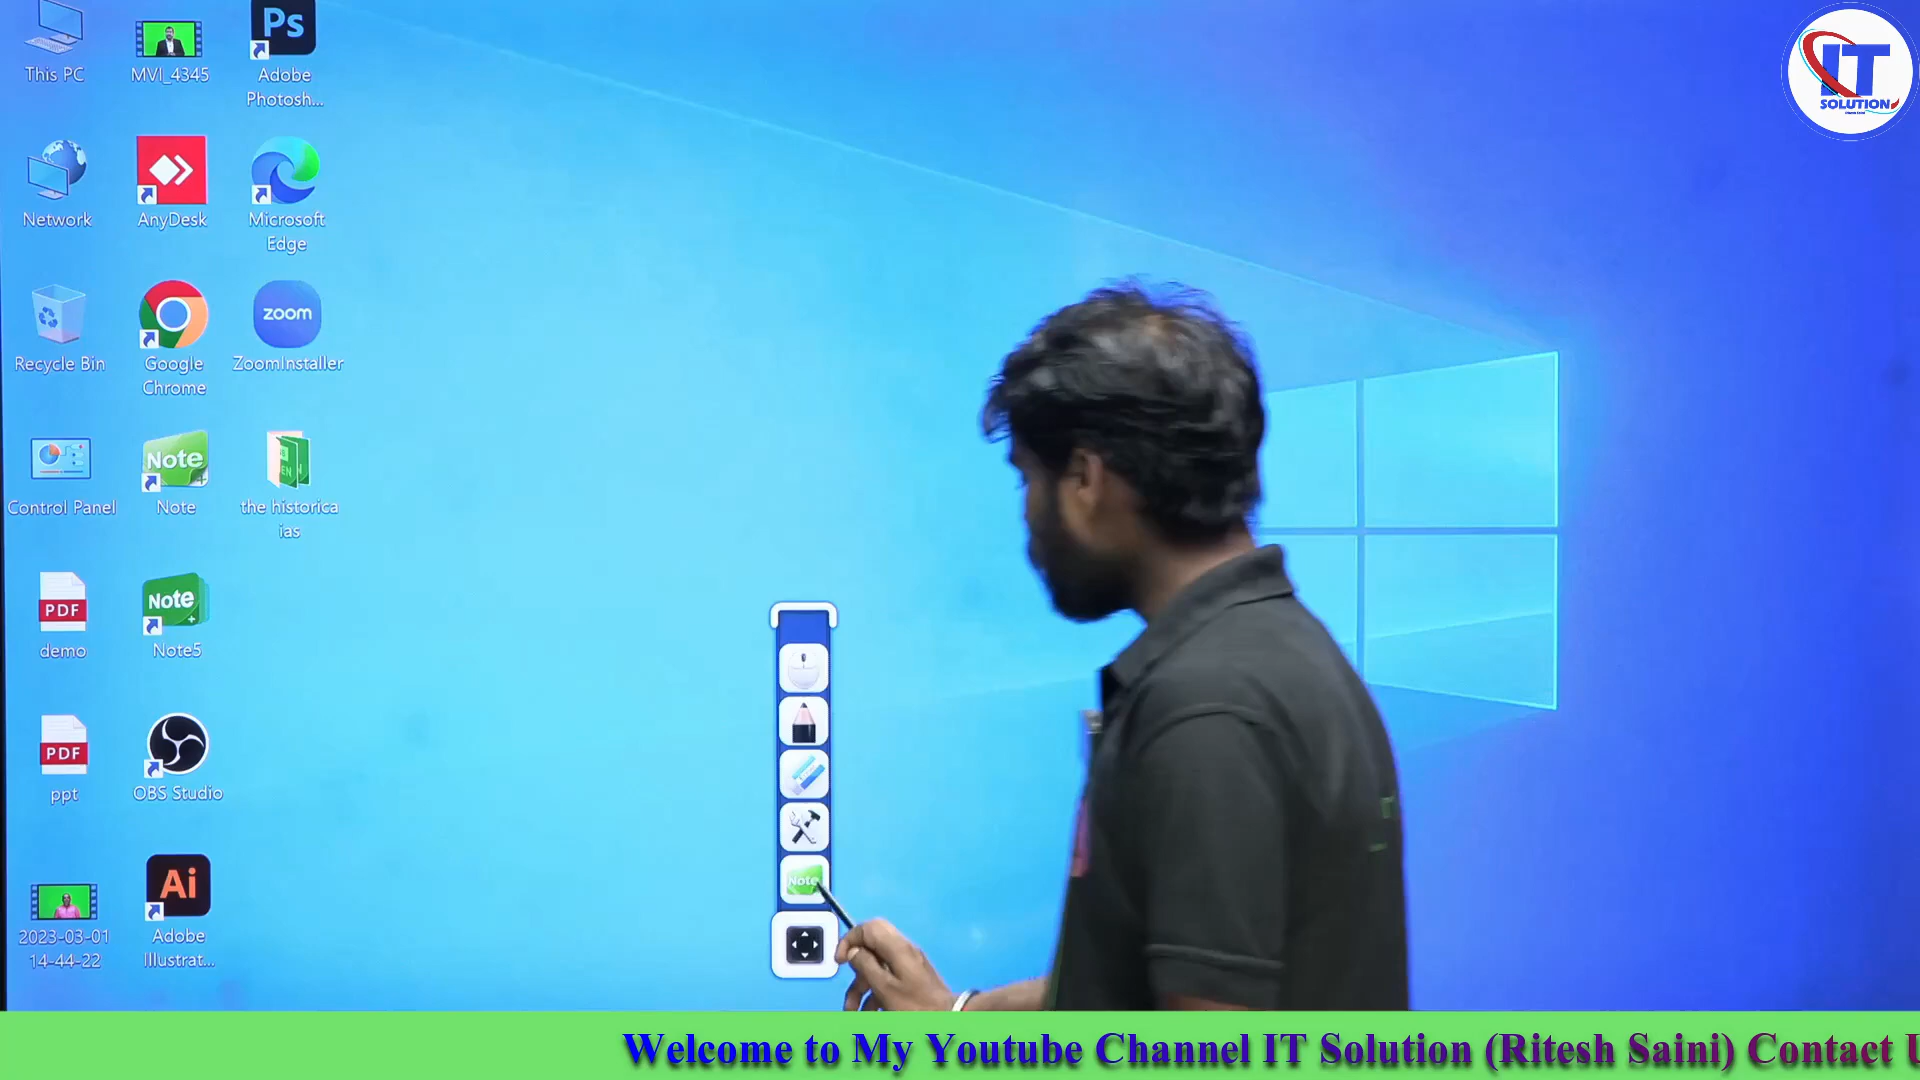 This PC
MVI_4345
Ps
Adobe
Photosh...
IT
SOLUTION
Network
AnyDesk
Microsoft
Edge
zoom
Recycle Bin
Google
Chrome
ZoomInstaller
Note
Control Panel
Note
the historica
ias
PDF
demo
Note
Note5
PDF
ppt
OBS Studio
Note
Ai
2023-03-01
14-44-22
Adobe
Illustrat...
Welcome to My Youtube Channel IT Solution (Ritesh Saini) Contact U